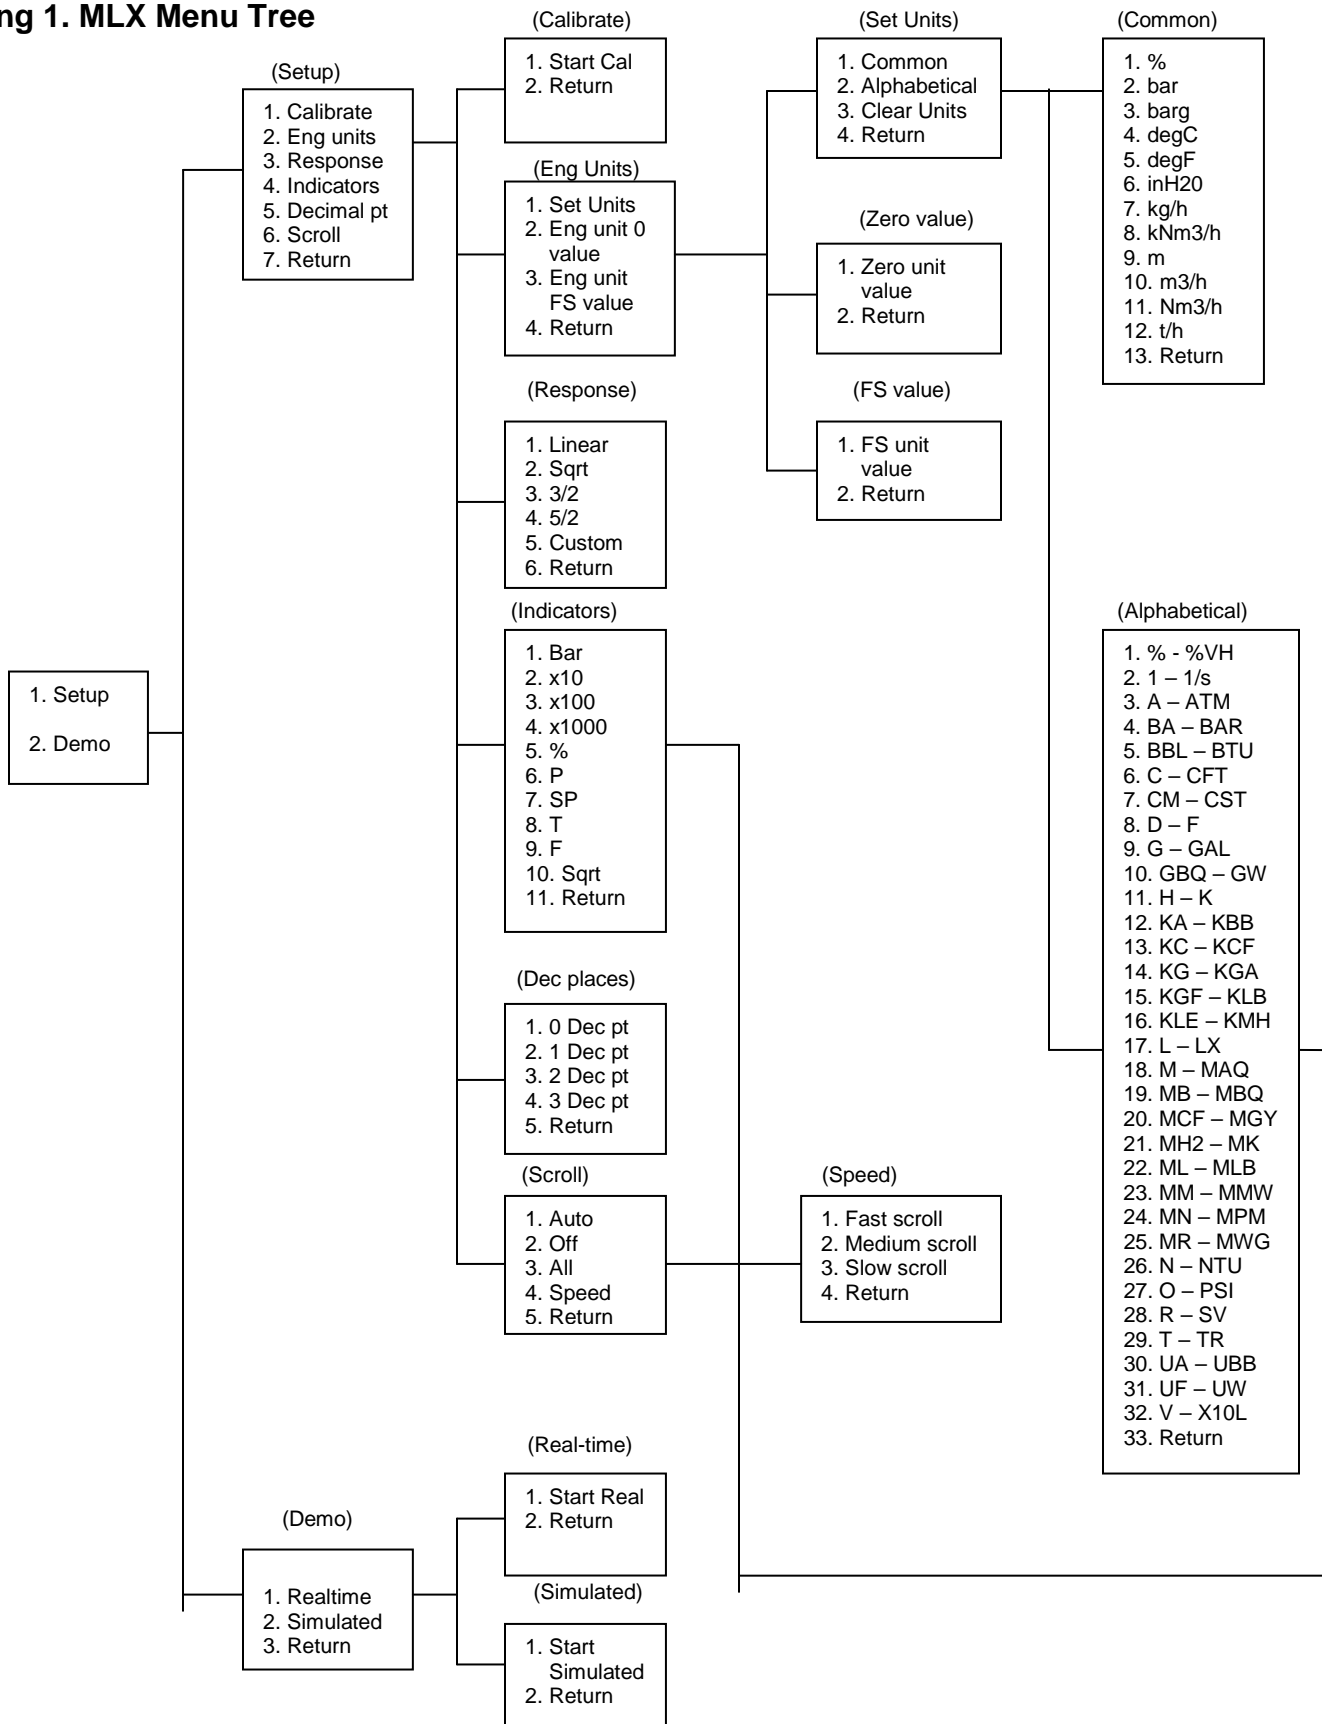 ng 1. MLX Menu Tree
1. Setup
2. Demo
(Setup)
1. Calibrate
2. Eng units
3. Response
4. Indicators
5. Decimal pt
6. Scroll
7. Return
(Demo)
1. Realtime
2. Simulated
3. Return
(Calibrate)
1. Start Cal
2. Return
(Eng Units)
1. Set Units
2. Eng unit 0
value
3. Eng unit
FS value
4. Return
(Response)
1. Linear
2. Sqrt
3. 3/2
4. 5/2
5. Custom
6. Return
(Indicators)
1. Bar
2. x10
3. x100
4. x1000
5. %
6. P
7. SP
8. T
9. F
10. Sqrt
11. Return
(Dec places)
1. 0 Dec pt
2. 1 Dec pt
3. 2 Dec pt
4. 3 Dec pt
5. Return
(Scroll)
1. Auto
2. Off
3. All
4. Speed
5. Return
(Real-time)
1. Start Real
2. Return
(Simulated)
1. Start
Simulated
2. Return
(Set Units)
1. Common
2. Alphabetical
3. Clear Units
4. Return
(Zero value)
1. Zero unit
value
2. Return
(FS value)
1. FS unit
value
2. Return
(Speed)
1. Fast scroll
2. Medium scroll
3. Slow scroll
4. Return
(Common)
1. %
2. bar
3. barg
4. degC
5. degF
6. inH20
7. kg/h
8. kNm3/h
9. m
10. m3/h
11. Nm3/h
12. t/h
13. Return
(Alphabetical)
1. % - %VH
2. 1 – 1/s
3. A – ATM
4. BA – BAR
5. BBL – BTU
6. C – CFT
7. CM – CST
8. D – F
9. G – GAL
10. GBQ – GW
11. H – K
12. KA – KBB
13. KC – KCF
14. KG – KGA
15. KGF – KLB
16. KLE – KMH
17. L – LX
18. M – MAQ
19. MB – MBQ
20. MCF – MGY
21. MH2 – MK
22. ML – MLB
23. MM – MMW
24. MN – MPM
25. MR – MWG
26. N – NTU
27. O – PSI
28. R – SV
29. T – TR
30. UA – UBB
31. UF – UW
32. V – X10L
33. Return